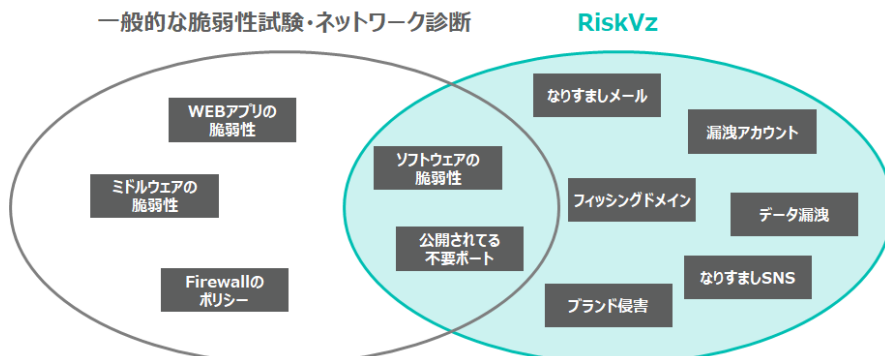 一般的な脆弱性試験・ネットワーク診断
RiskVz
WEBアプリの
脆弱性
ミドルウェアの
脆弱性
Firewallの
ポリシー
ソフトウェアの
脆弱性
公開されてる
不要ポート
なりすましメール
漏洩アカウント
フィッシングドメイン
データ漏洩
なりすましSNS
ブランド侵害